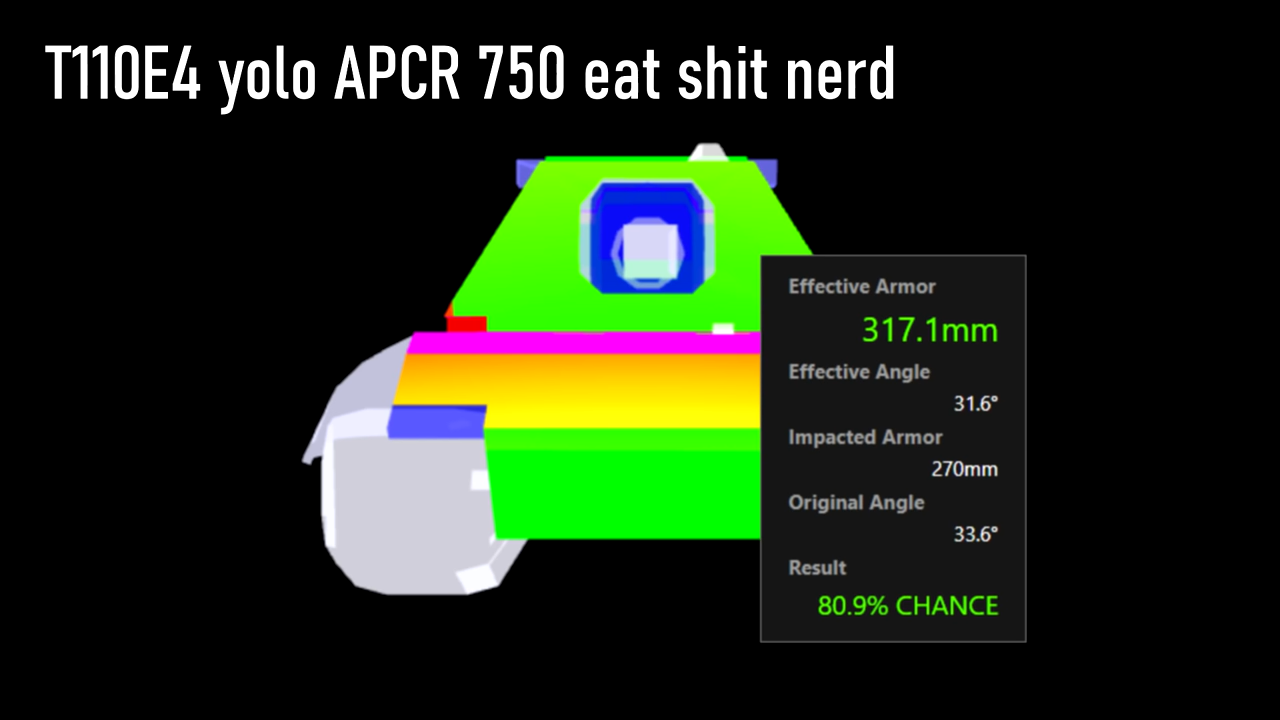 T110E4 yolo APCR 750 eat shit nerd
Effective Armor
317.1mm
Effective Angle
31.6°
Impacted Armor
270mm
Original Angle
33.6°
Result
80.9% CHANCE